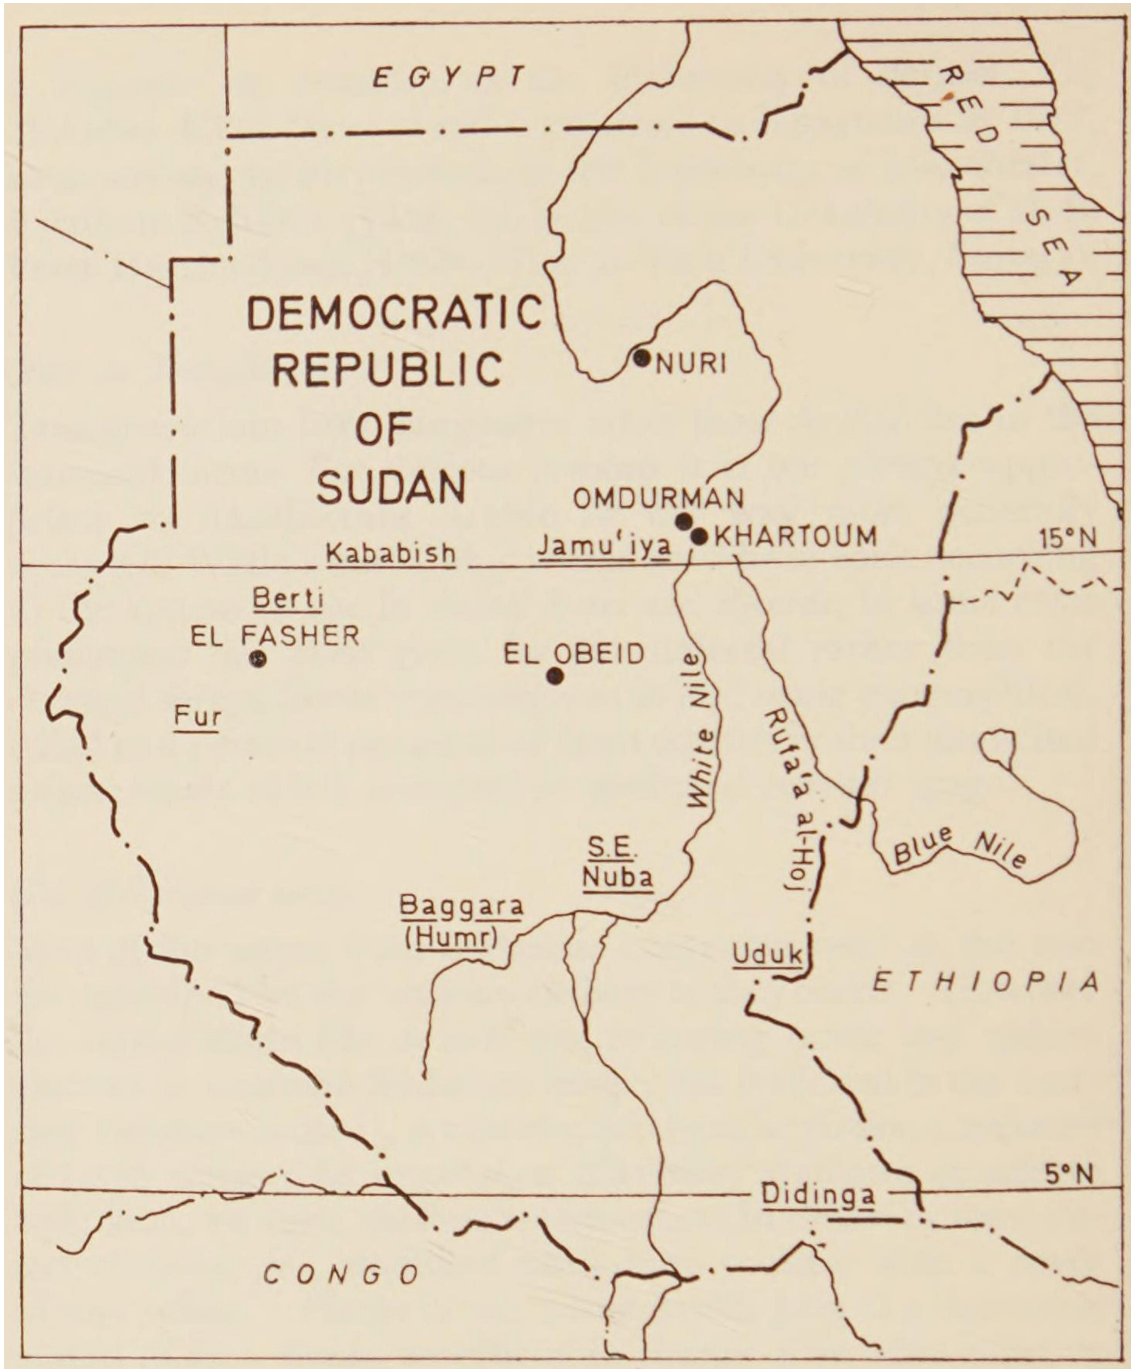 EGYPT
RED SEA
DEMOCRATIC
REPUBLIC
OF
SUDAN
NURI
OMDURMAN
KHARTOUM
Jamu'iya
15°N
Kababish
Berti
EL FASHER
EL OBEID
Fur
White Nile
Rufa'a al-Hoj
Blue Nile
S.E.
Nuba
Baggara
(Humr)
Uduk
ETHIOPIA
5°N
Didinga
CONGO